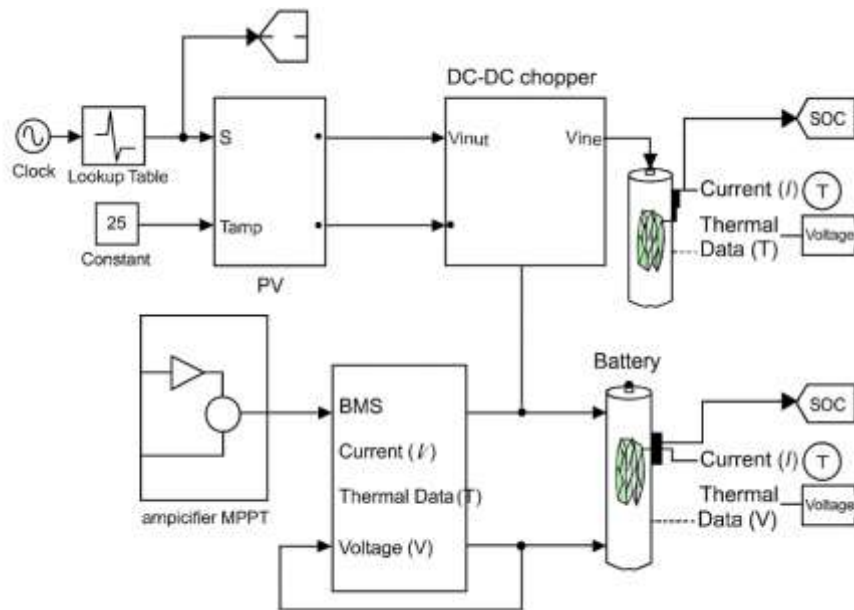 DC-DC chopper
SOC
S
Vinut
Vine
Clock
Lookup Table
Current (I)
T
25
Tamp
Thermal
Data (T)
Voltage
Constant
PV
Battery
BMS
SOC
Current (V)
Current (I)
T
Thermal Data (T)
Thermal
Data (V)
Voltage
ampicifier MPPT
Voltage (V)